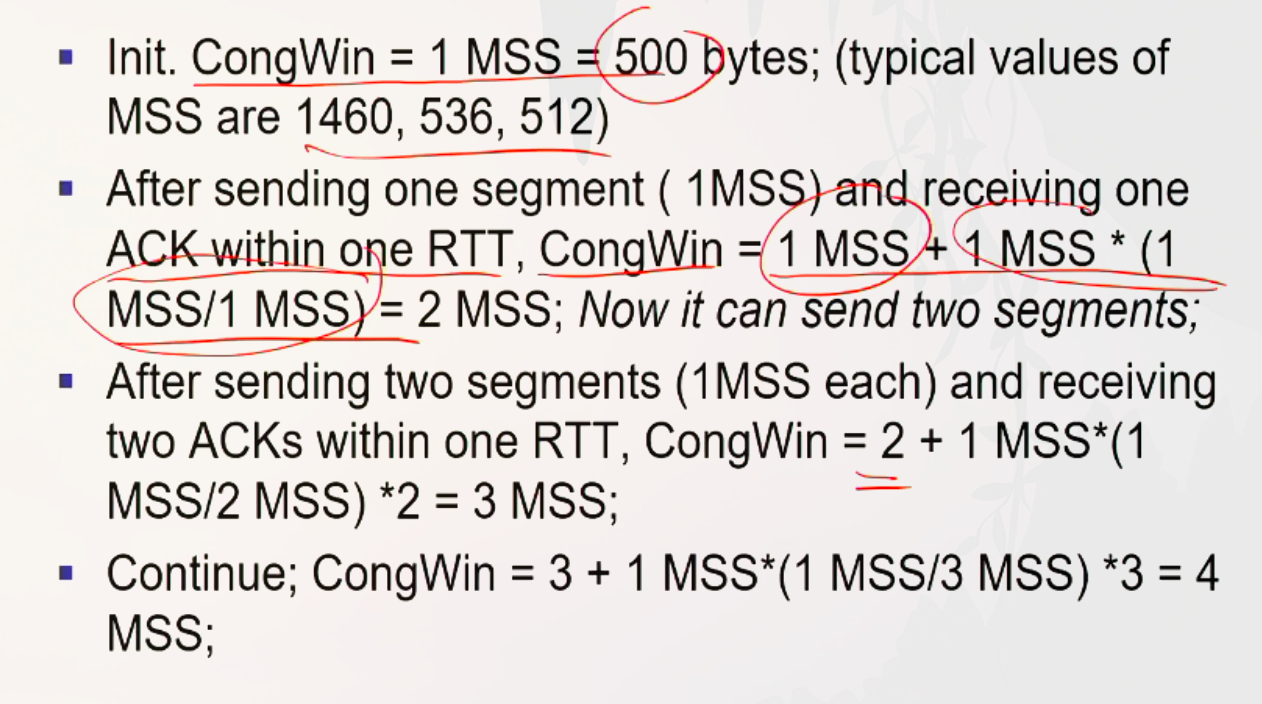 Init. CongWin = 1 MSS = 500 bytes; (typical values of
MSS are 1460, 536, 512)
After sending one segment ( 1MSS) and receiving one
ACK within one RTT, CongWin = 1 MSS + 1 MSS * (1
MSS/1 MSS) = 2 MSS; Now it can send two segments;
After sending two segments (1MSS each) and receiving
two ACKs within one RTT, CongWin = 2 + 1 MSS*(1
MSS/2 MSS) *2 = 3 MSS;
Continue; CongWin = 3 + 1 MSS*(1 MSS/3 MSS) *3 = 4
MSS;